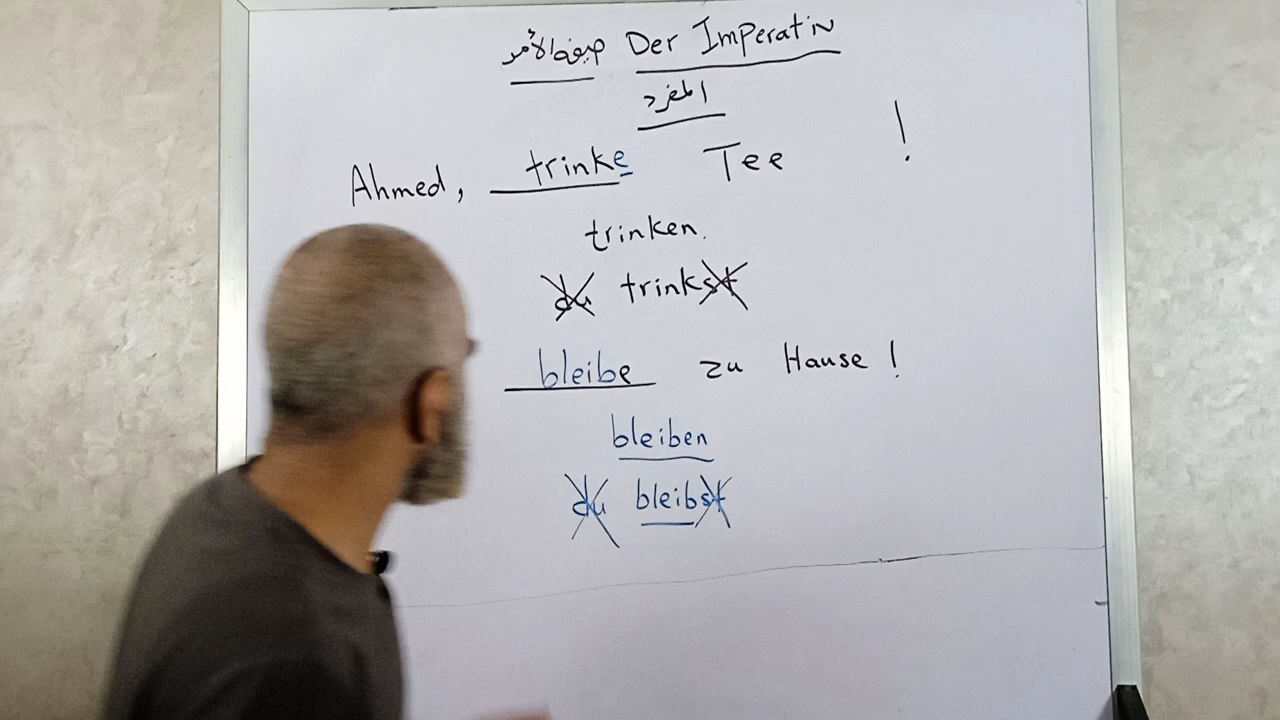 صيغة الأمر Der Imperativ
المفرد
Ahmed, trinke Tee !
trinken.
du trinkst
bleibe zu Hause !
bleiben
du bleibst